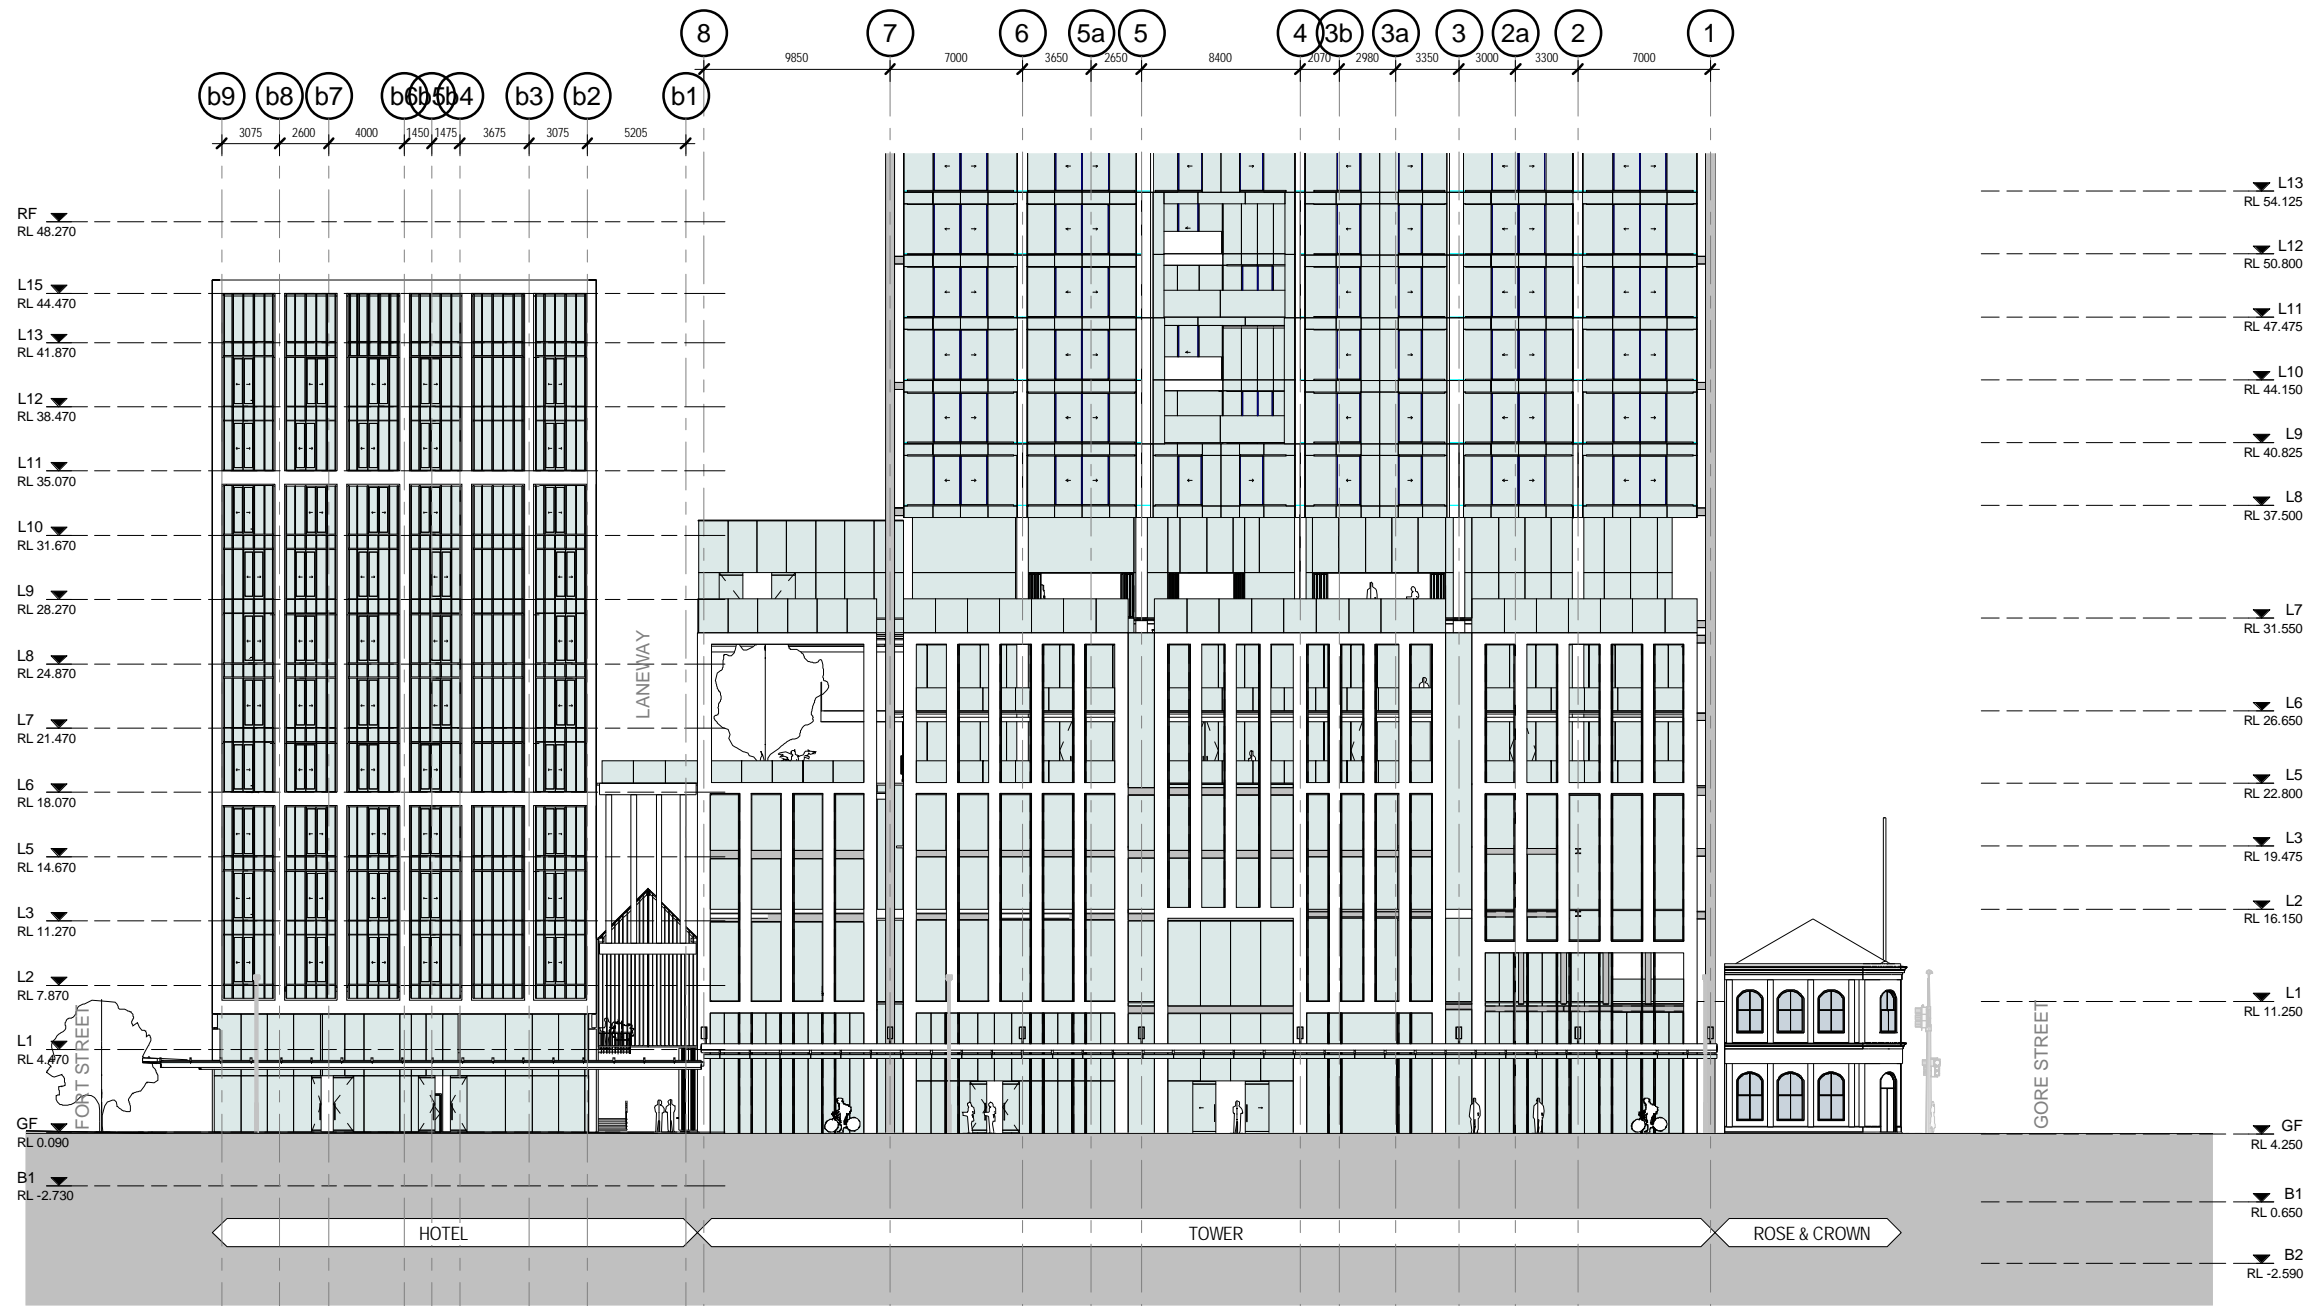 8 7 6 5a 5 4 3b 3a 3 2a 2 1
9850 7000 3650 2650 8400 2070 2980 3350 3000 3300 7000
b9 b8 b7 b6 b5 b4 b3 b2 b1
3075 2600 4000 1450 1475 3675 3075 5205
RF
RL 48.270
L15
RL 44.470
L13
RL 41.870
L12
RL 38.470
L11
RL 35.070
L10
RL 31.670
L9
RL 28.270
L8
RL 24.870
L7
RL 21.470
L6
RL 18.070
L5
RL 14.670
L3
RL 11.270
L2
RL 7.870
L1
RL 4.470
GF
RL 0.090
B1
RL -2.730
FORT STREET
LANEWAY
GORE STREET
L13
RL 54.125
L12
RL 50.800
L11
RL 47.475
L10
RL 44.150
L9
RL 40.825
L8
RL 37.500
L7
RL 31.550
L6
RL 26.650
L5
RL 22.800
L3
RL 19.475
L2
RL 16.150
L1
RL 11.250
GF
RL 4.250
B1
RL 0.650
B2
RL -2.590
HOTEL
TOWER
ROSE & CROWN